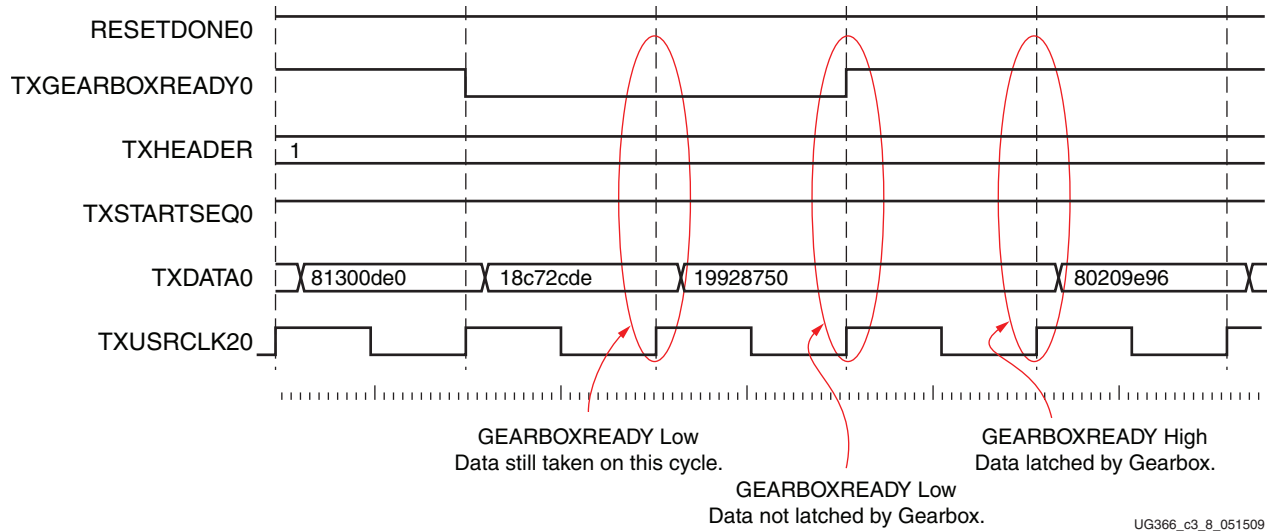 RESETDONE0
TXGEARBOXREADY0
TXHEADER
1
TXSTARTSEQ0
TXDATA0
81300de0
18c72cde
19928750
80209e96
TXUSRCLK20
GEARBOXREADY Low
Data still taken on this cycle.
GEARBOXREADY High
Data latched by Gearbox.
GEARBOXREADY Low
Data not latched by Gearbox.
UG366_c3_8_051509